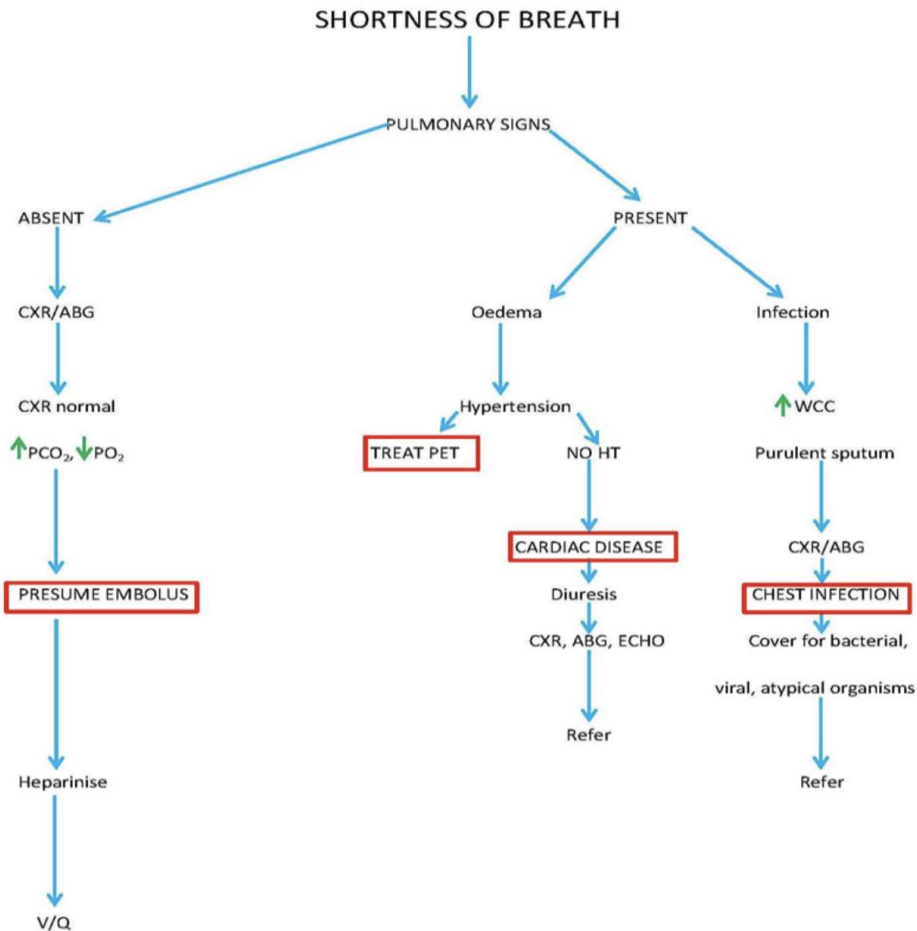 SHORTNESS OF BREATH
PULMONARY SIGNS
ABSENT
PRESENT
CXR/ABG
Oedema
Infection
CXR normal
Hypertension
↑WCC
↑PCO₂,↓PO₂
TREAT PET
NO HT
Purulent sputum
CARDIAC DISEASE
CXR/ABG
PRESUME EMBOLUS
Diuresis
CHEST INFECTION
CXR, ABG, ECHO
Cover for bacterial,
viral, atypical organisms
Refer
Heparinise
Refer
V/Q